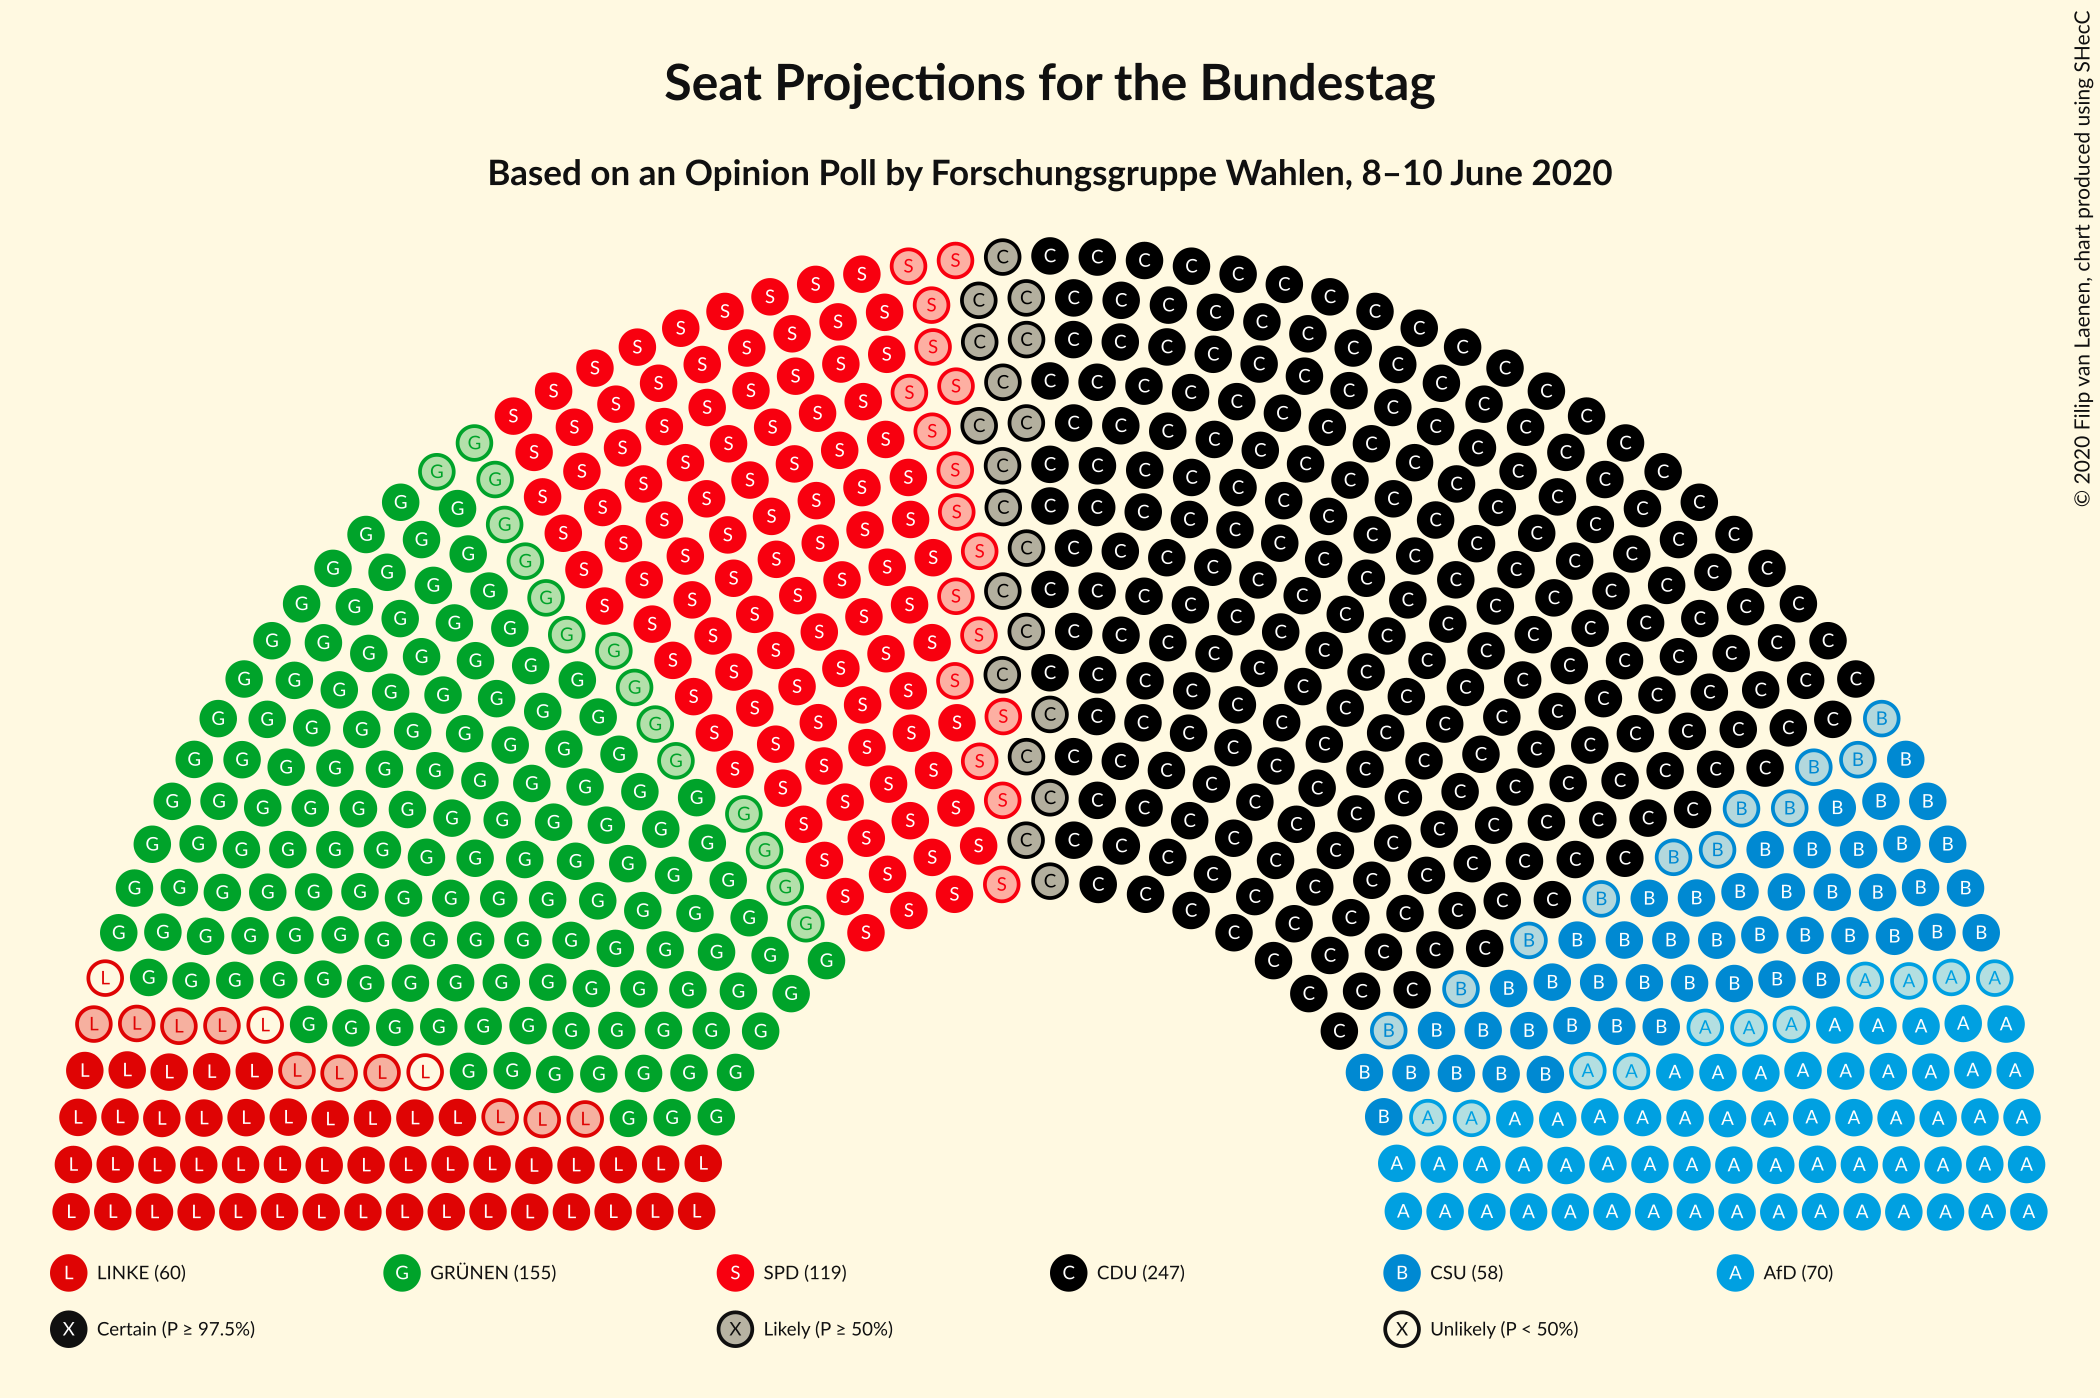 Seat Projections for the Bundestag
Based on an Opinion Poll by Forschungsgruppe Wahlen, 8–10 June 2020
© 2020 Filip van Laenen, chart produced using SHecC
L LINKE (60)
G GRÜNEN (155)
S SPD (119)
C CDU (247)
B CSU (58)
A AfD (70)
X Certain (P ≥ 97.5%)
X Likely (P ≥ 50%)
X Unlikely (P < 50%)